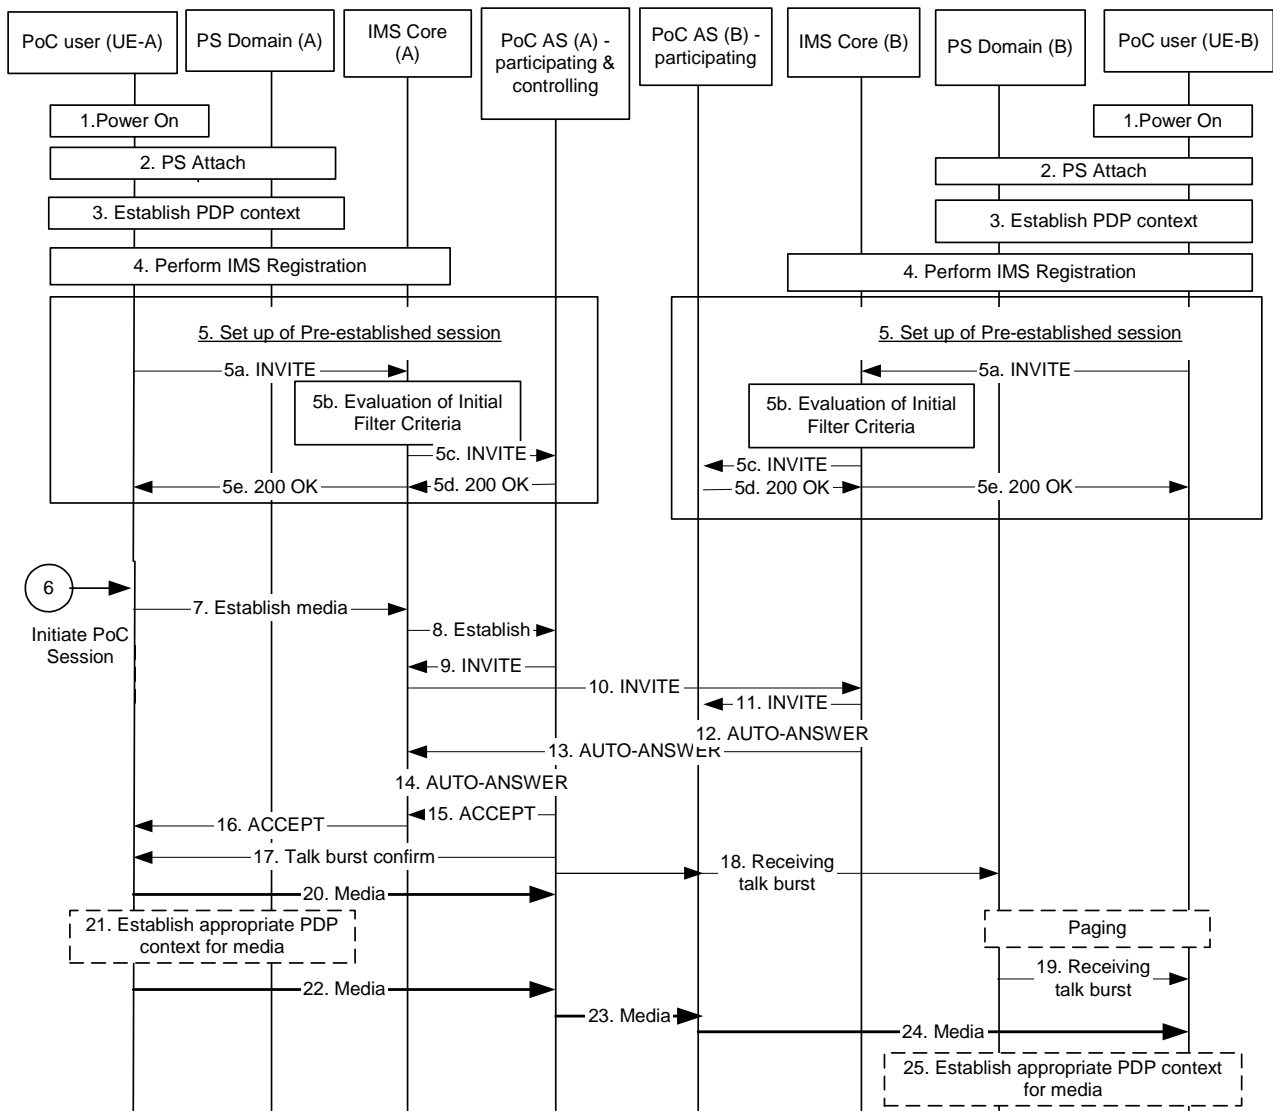 PoC user (UE-A)
PS Domain (A)
IMS Core
(A)
PoC AS (A) -
participating &
controlling
PoC AS (B) -
participating
IMS Core (B)
PS Domain (B)
PoC user (UE-B)
1.Power On
1.Power On
2. PS Attach
2. PS Attach
3. Establish PDP context
3. Establish PDP context
4. Perform IMS Registration
4. Perform IMS Registration
5. Set up of Pre-established session
5. Set up of Pre-established session
5a. INVITE
5a. INVITE
5b. Evaluation of Initial
Filter Criteria
5b. Evaluation of Initial
Filter Criteria
5c. INVITE
5c. INVITE
5e. 200 OK
5d. 200 OK
5d. 200 OK
5e. 200 OK
6
Initiate PoC
Session
7. Establish media
8. Establish
9. INVITE
10. INVITE
11. INVITE
12. AUTO-ANSWER
13. AUTO-ANSWER
14. AUTO-ANSWER
15. ACCEPT
16. ACCEPT
17. Talk burst confirm
18. Receiving
talk burst
20. Media
21. Establish appropriate PDP
context for media
Paging
19. Receiving
talk burst
22. Media
23. Media
24. Media
25. Establish appropriate PDP context
for media